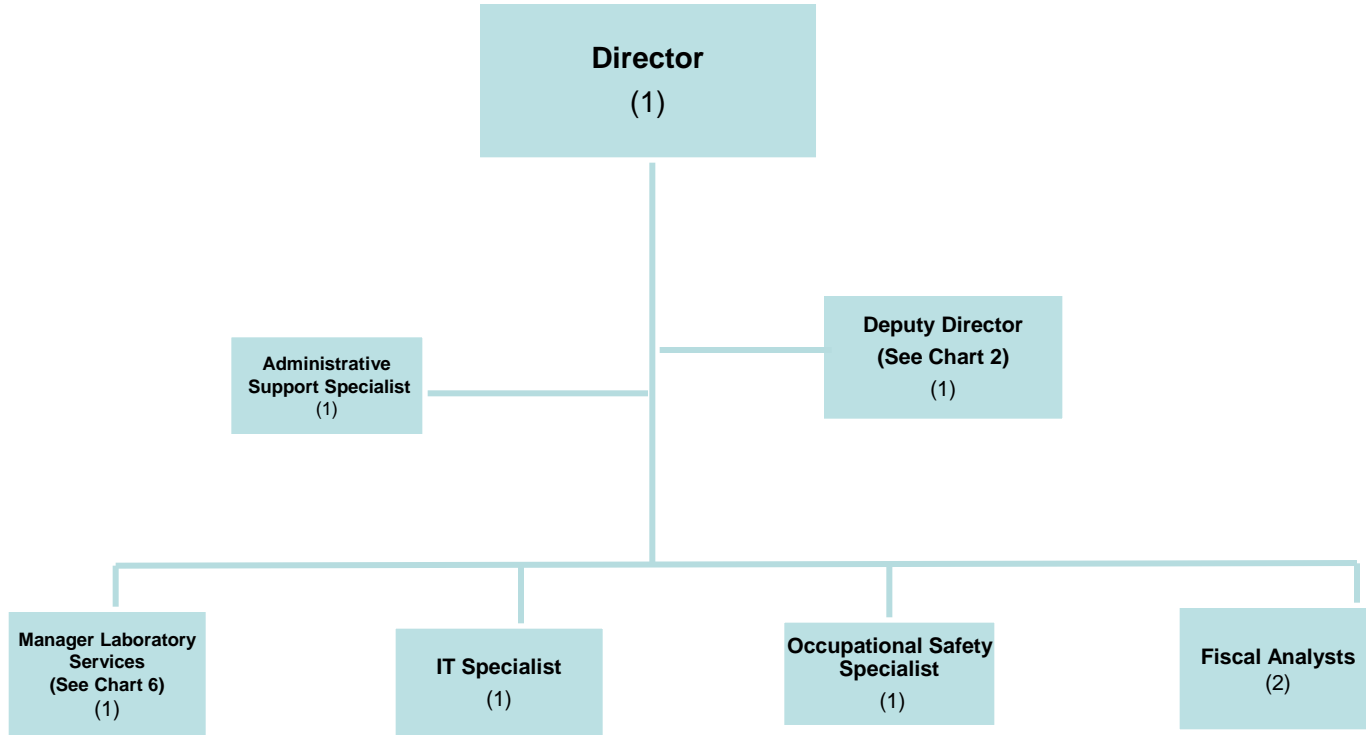 Director
(1)
Deputy Director
(See Chart 2)
(1)
Administrative
Support Specialist
(1)
Manager Laboratory
Services
(See Chart 6)
(1)
IT Specialist
(1)
Occupational Safety
Specialist
(1)
Fiscal Analysts
(2)